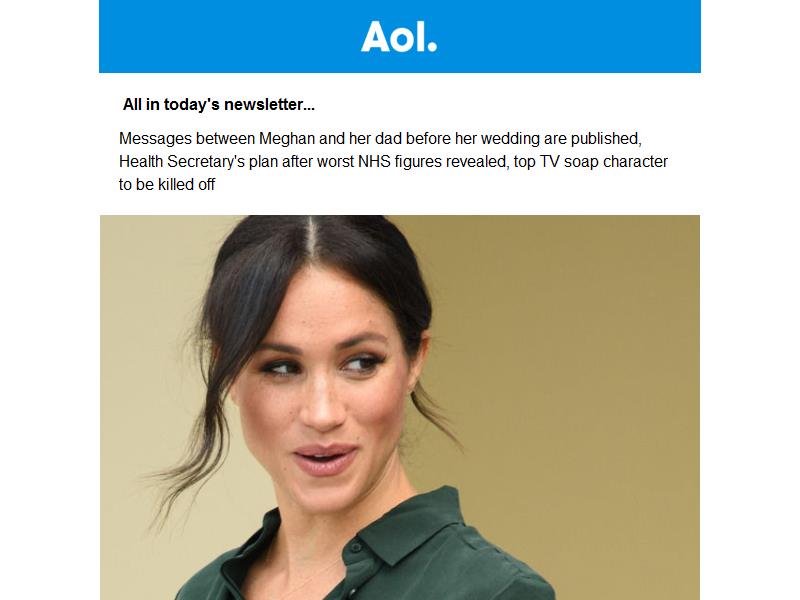 Aol.
All in today's newsletter...
Messages between Meghan and her dad before her wedding are published,
Health Secretary's plan after worst NHS figures revealed, top TV soap character
to be killed off